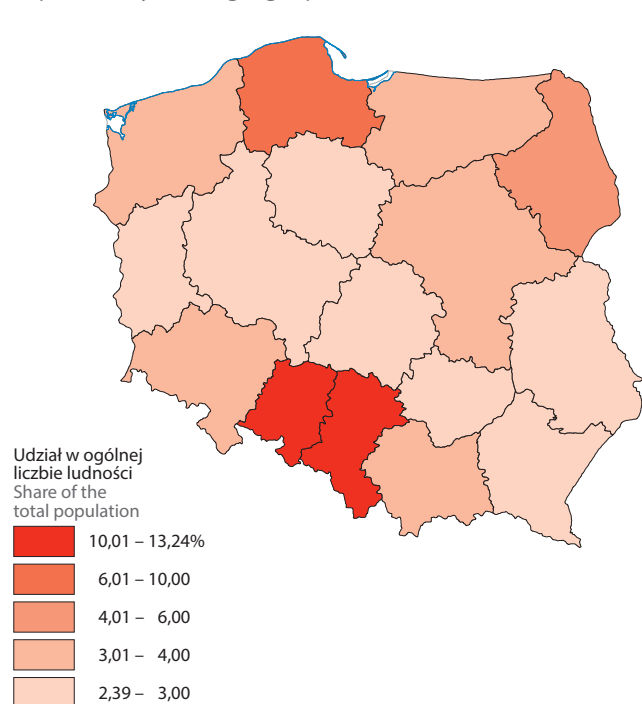 Udział w ogólnej
liczbie ludności
Share of the
total population
10,01 – 13,24%
6,01 – 10,00
4,01 – 6,00
3,01 – 4,00
2,39 – 3,00